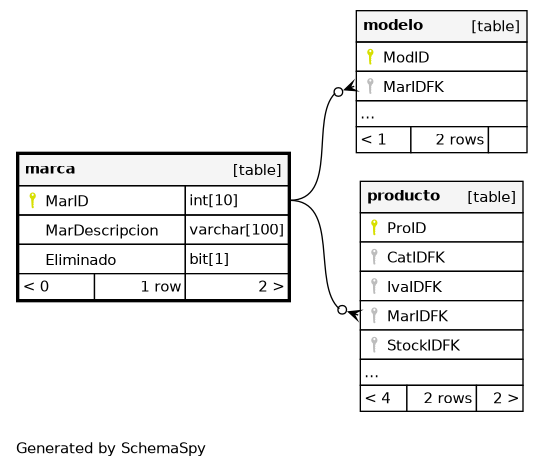 marca [table]
MarID int[10]
MarDescripcion varchar[100]
Eliminado bit[1]
< 0 1 row 2 >
modelo [table]
ModID
MarIDFK
...
< 1 2 rows
producto [table]
ProID
CatIDFK
IvaIDFK
MarIDFK
StockIDFK
...
< 4 2 rows 2 >
Generated by SchemaSpy